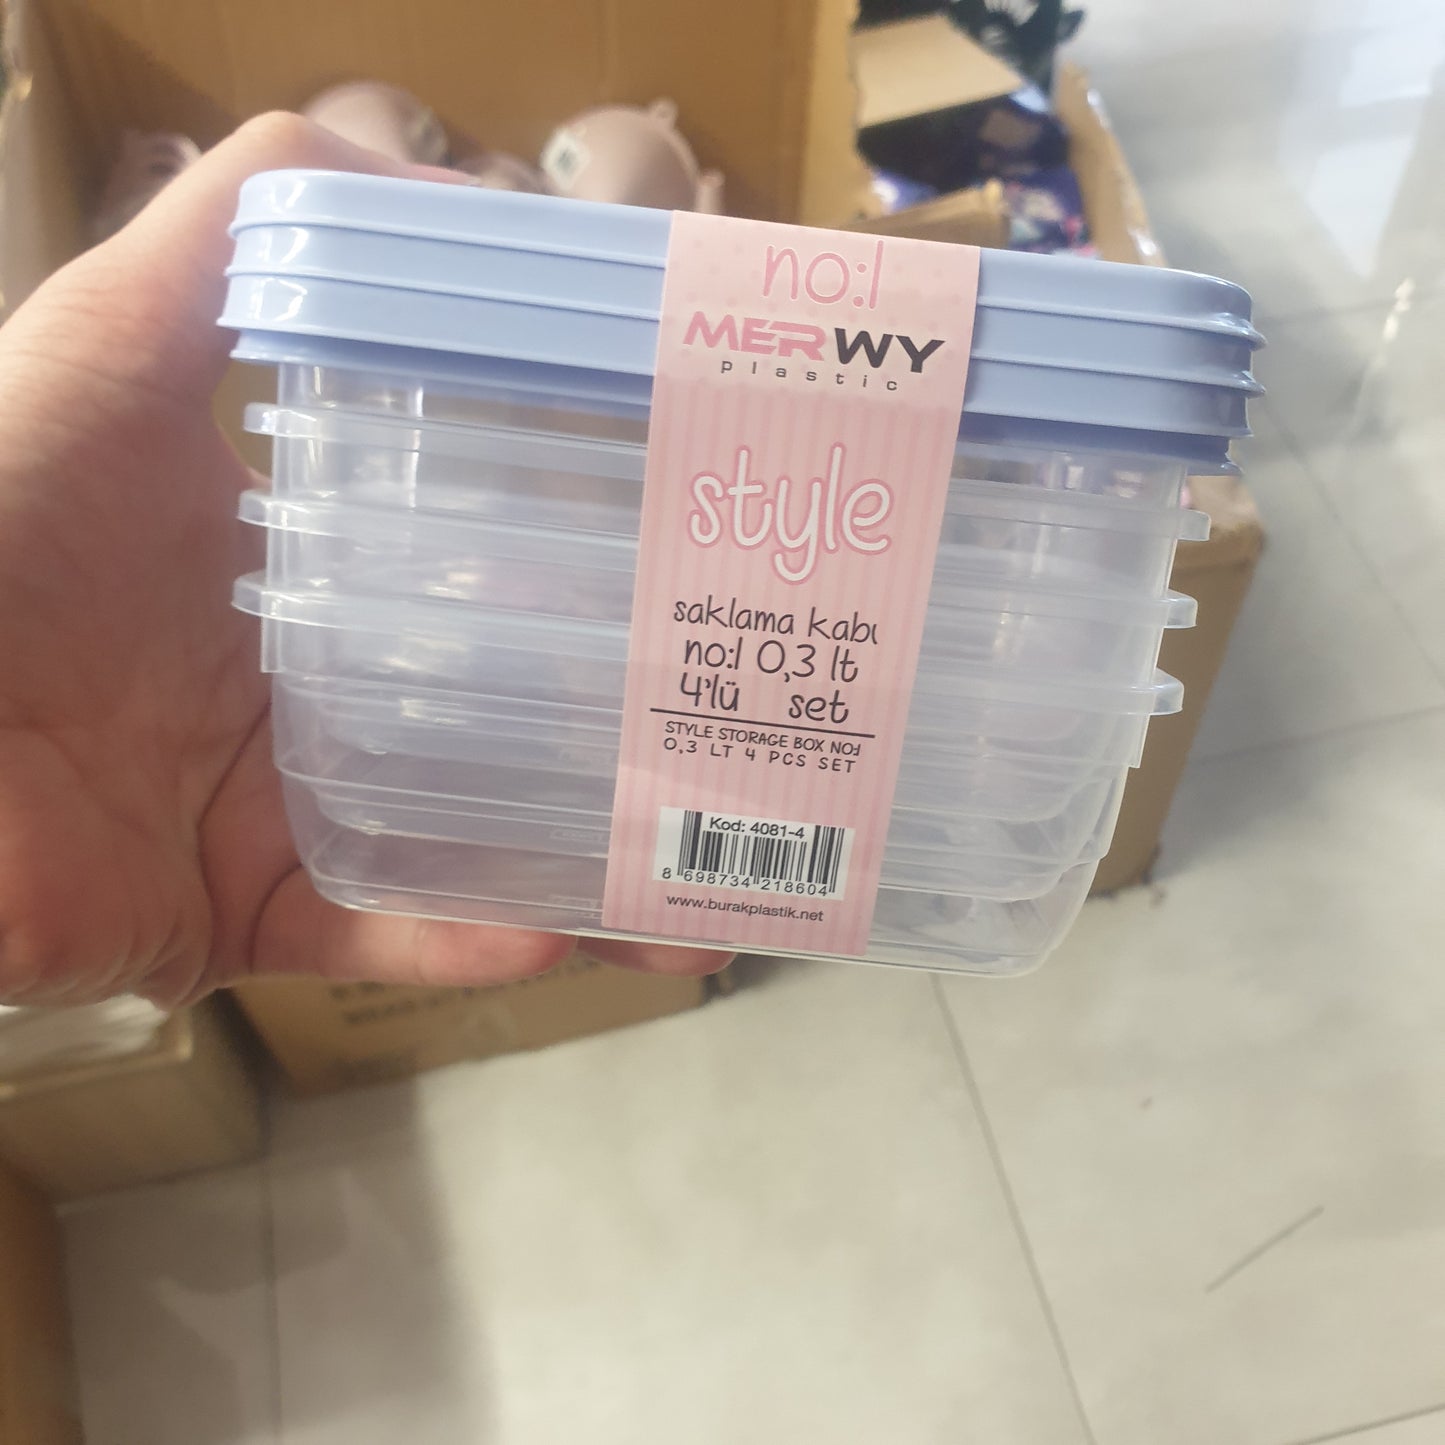 no:1
MERWY
plastic
style
saklama kabı
no:1 0,3 lt
4'lü set
STYLE STORAGE BOX NO:1
0,3 LT 4 PCS SET
Kod: 4081-4
8 698734 218604
www.burakplastik.net